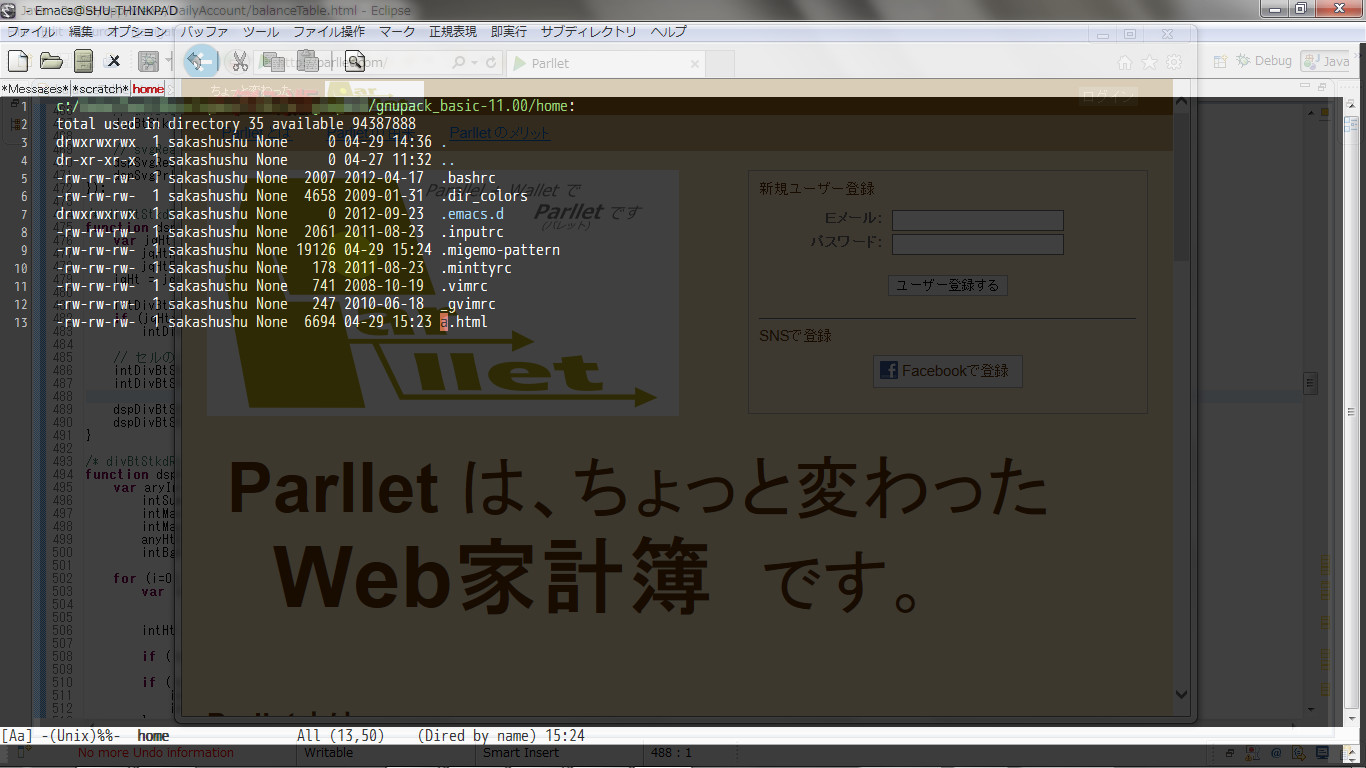 Emacs@SHU-THINKPAD DailyAccount/balanceTable.html - Eclipse
ファイル 編集 オプション バッファ ツール ファイル操作 マーク 正規表現 即実行 サブディレクトリ ヘルプ
Parllet
Debug Java
*Messages* *scratch* home
ちょっと変わった
ログイン
1 c:/ /gnupack_basic-11.00/home:
2 total used in directory 35 available 94387888
Parllet のメリット
3 drwxrwxrwx 1 sakashushu None 0 04-29 14:36 .
4 dr-xr-xr-x 1 sakashushu None 0 04-27 11:32 ..
5 -rw-rw-rw- 1 sakashushu None 2007 2012-04-17 .bashrc
6 -rw-rw-rw- 1 sakashushu None 4658 2009-01-31 .dir_colors
7 drwxrwxrwx 1 sakashushu None 0 2012-09-23 .emacs.d
8 -rw-rw-rw- 1 sakashushu None 2061 2011-08-23 .inputrc
9 -rw-rw-rw- 1 sakashushu None 19126 04-29 15:24 .migemo-pattern
10 -rw-rw-rw- 1 sakashushu None 178 2011-08-23 .minttyrc
11 -rw-rw-rw- 1 sakashushu None 741 2008-10-19 .vimrc
12 -rw-rw-rw- 1 sakashushu None 247 2010-06-18 _gvimrc
13 -rw-rw-rw- 1 sakashushu None 6694 04-29 15:23 a.html
Wallet で
Parllet です
(パレット)
新規ユーザー登録
Eメール:
パスワード:
ユーザー登録する
SNSで登録
Facebookで登録
485 // セルの
486 intDivBtS
487 intDivBtS
489 dspDivBtS
490 dspDivBtS
491 }
492
493 /* divBtStkdR
494 function dsp
495 var aryIn
496 intSu
497 intMa
498 intMa
499 anyHt
500 intBa
502 for (i=0
503 var
506 intHt
507
508 if (
509
510 if (
511
Parllet は、ちょっと変わった
Web家計簿 です。
[Aa] -(Unix)%%- home All (13,50) (Dired by name) 15:24
No more Undo information Writable Smart Insert 488 : 1